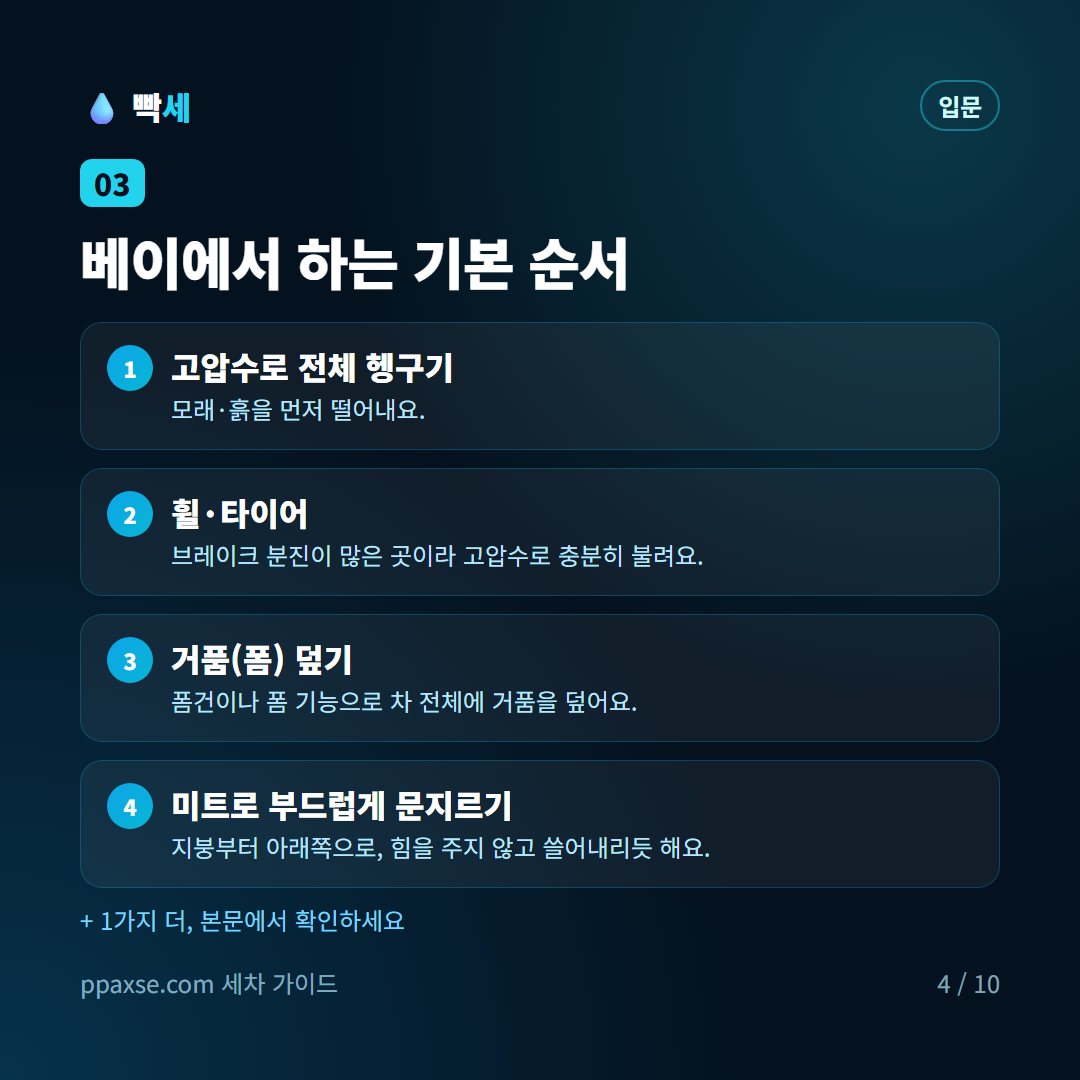 빡세
입문
03
베이에서 하는 기본 순서
1 고압수로 전체 헹구기
모래·흙을 먼저 떨어내요.
2 휠·타이어
브레이크 분진이 많은 곳이라 고압수로 충분히 불려요.
3 거품(폼) 덮기
폼건이나 폼 기능으로 차 전체에 거품을 덮어요.
4 미트로 부드럽게 문지르기
지붕부터 아래쪽으로, 힘을 주지 않고 쓸어내리듯 해요.
+ 1가지 더, 본문에서 확인하세요
ppaxse.com 세차 가이드
4 / 10